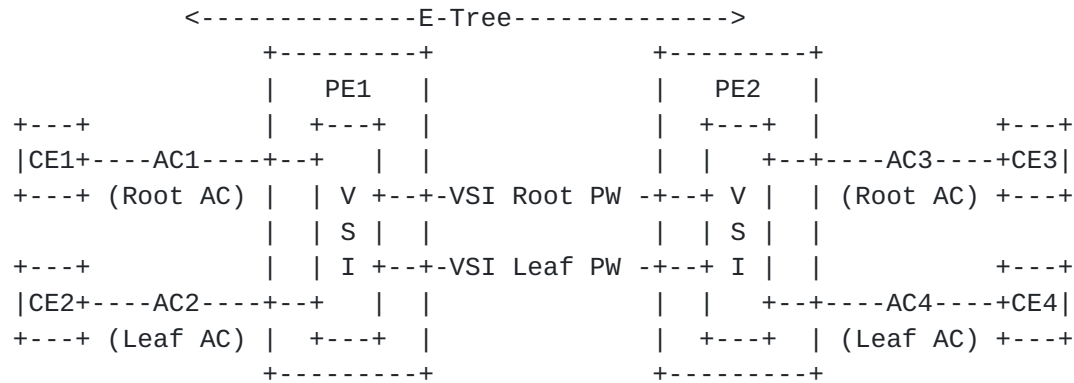 <--------------E-Tree-------------->
+---------+ +---------+
| PE1 | | PE2 |
+---+ | +---+ | | +---+ | +---+
|CE1+----AC1----+--+ | | | | +--+----AC3----+CE3|
+---+ (Root AC) | | V +--+-VSI Root PW -+--+ V | | (Root AC) +---+
| | S | | | | S | |
+---+ | | I +--+-VSI Leaf PW -+--+ I | | +---+
|CE2+----AC2----+--+ | | | | +--+----AC4----+CE4|
+---+ (Leaf AC) | +---+ | | +---+ | (Leaf AC) +---+
+---------+ +---------+